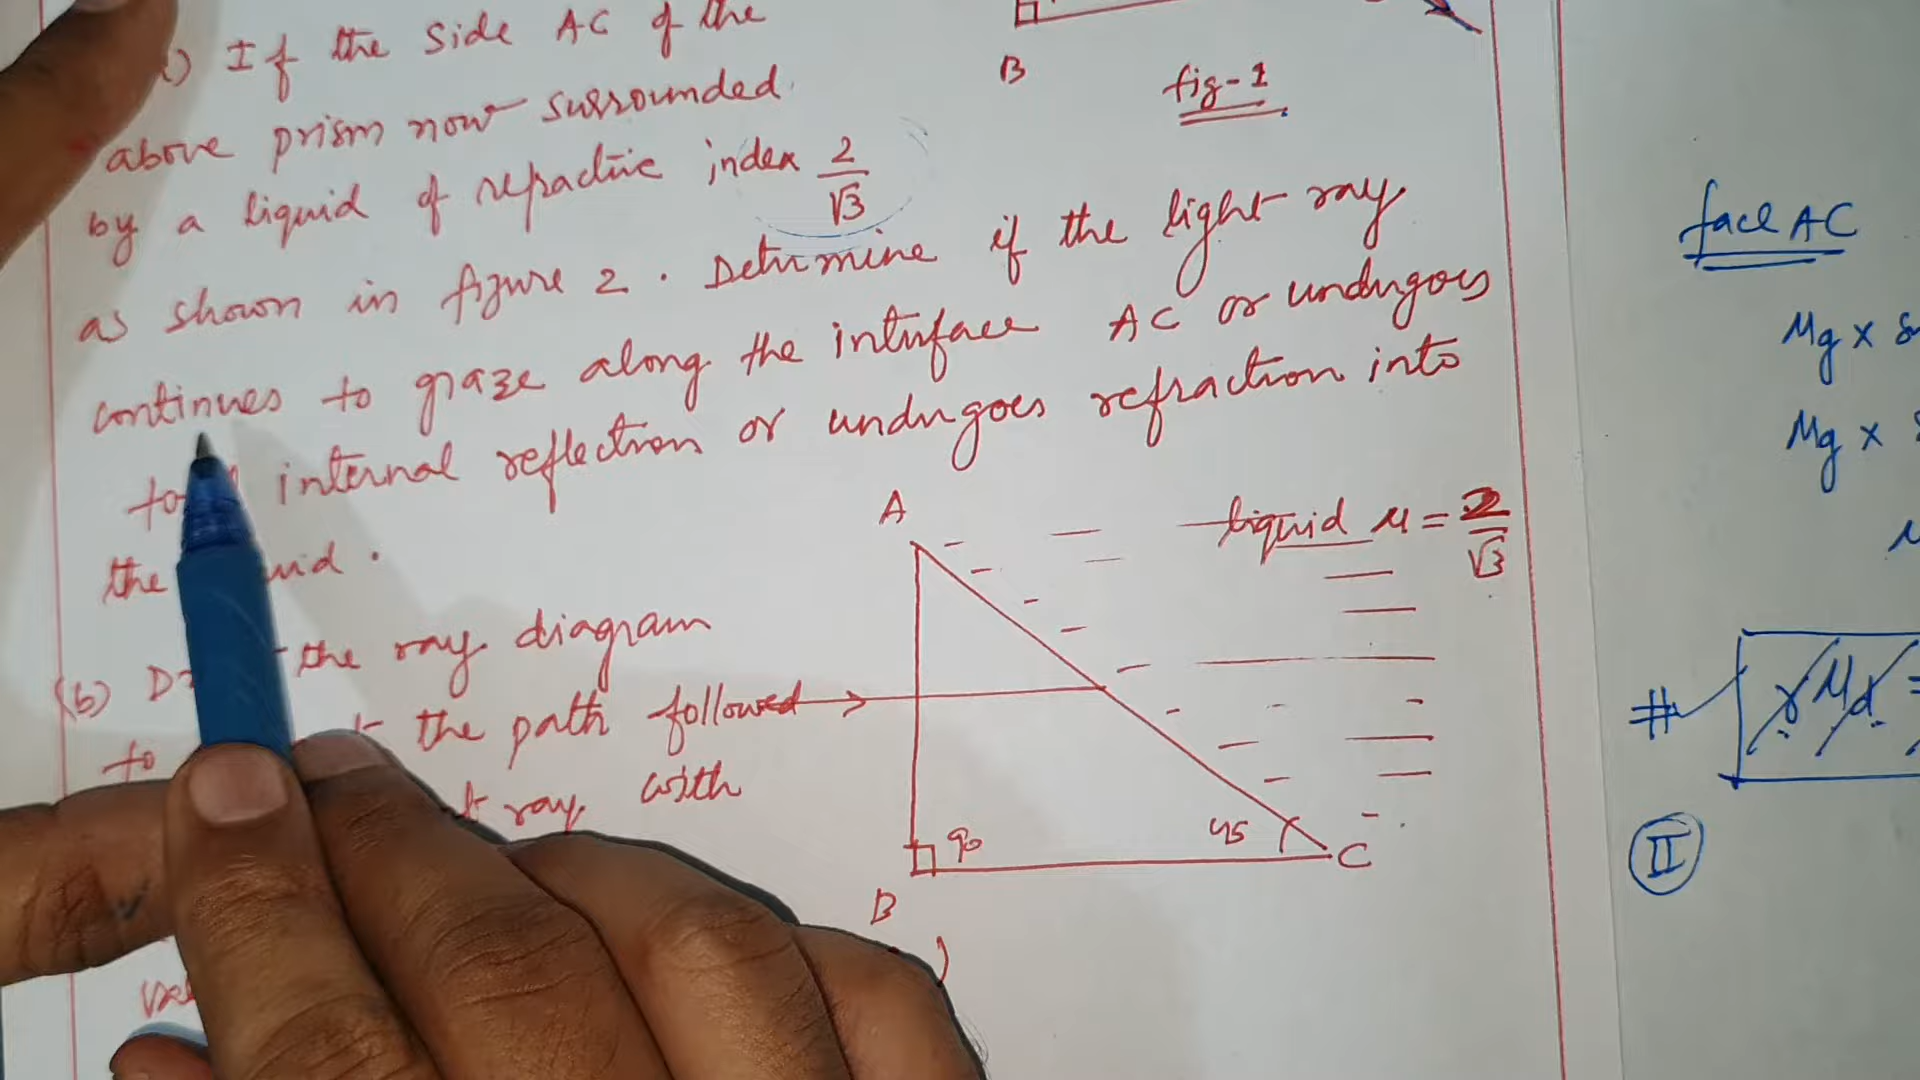 If the side AC of the
above prism now surrounded
by a liquid of refractive index 2/√3
as shown in figure 2. Determine if the light ray
continues to graze along the interface AC or undergoes
internal reflection or undergoes refraction into
the
(b) the ray diagram
to the path followed
ray with
B
fig-1
A
liquid μ = 2/√3
90
45
C
B
face AC
Mg x
Mg x
#
II